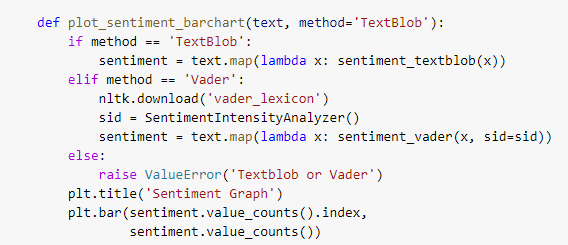 def plot_sentiment_barchart(text, method='TextBlob'):
    if method == 'TextBlob':
        sentiment = text.map(lambda x: sentiment_textblob(x))
    elif method == 'Vader':
        nltk.download('vader_lexicon')
        sid = SentimentIntensityAnalyzer()
        sentiment = text.map(lambda x: sentiment_vader(x, sid=sid))
    else:
        raise ValueError('Textblob or Vader')
    plt.title('Sentiment Graph')
    plt.bar(sentiment.value_counts().index,
            sentiment.value_counts())